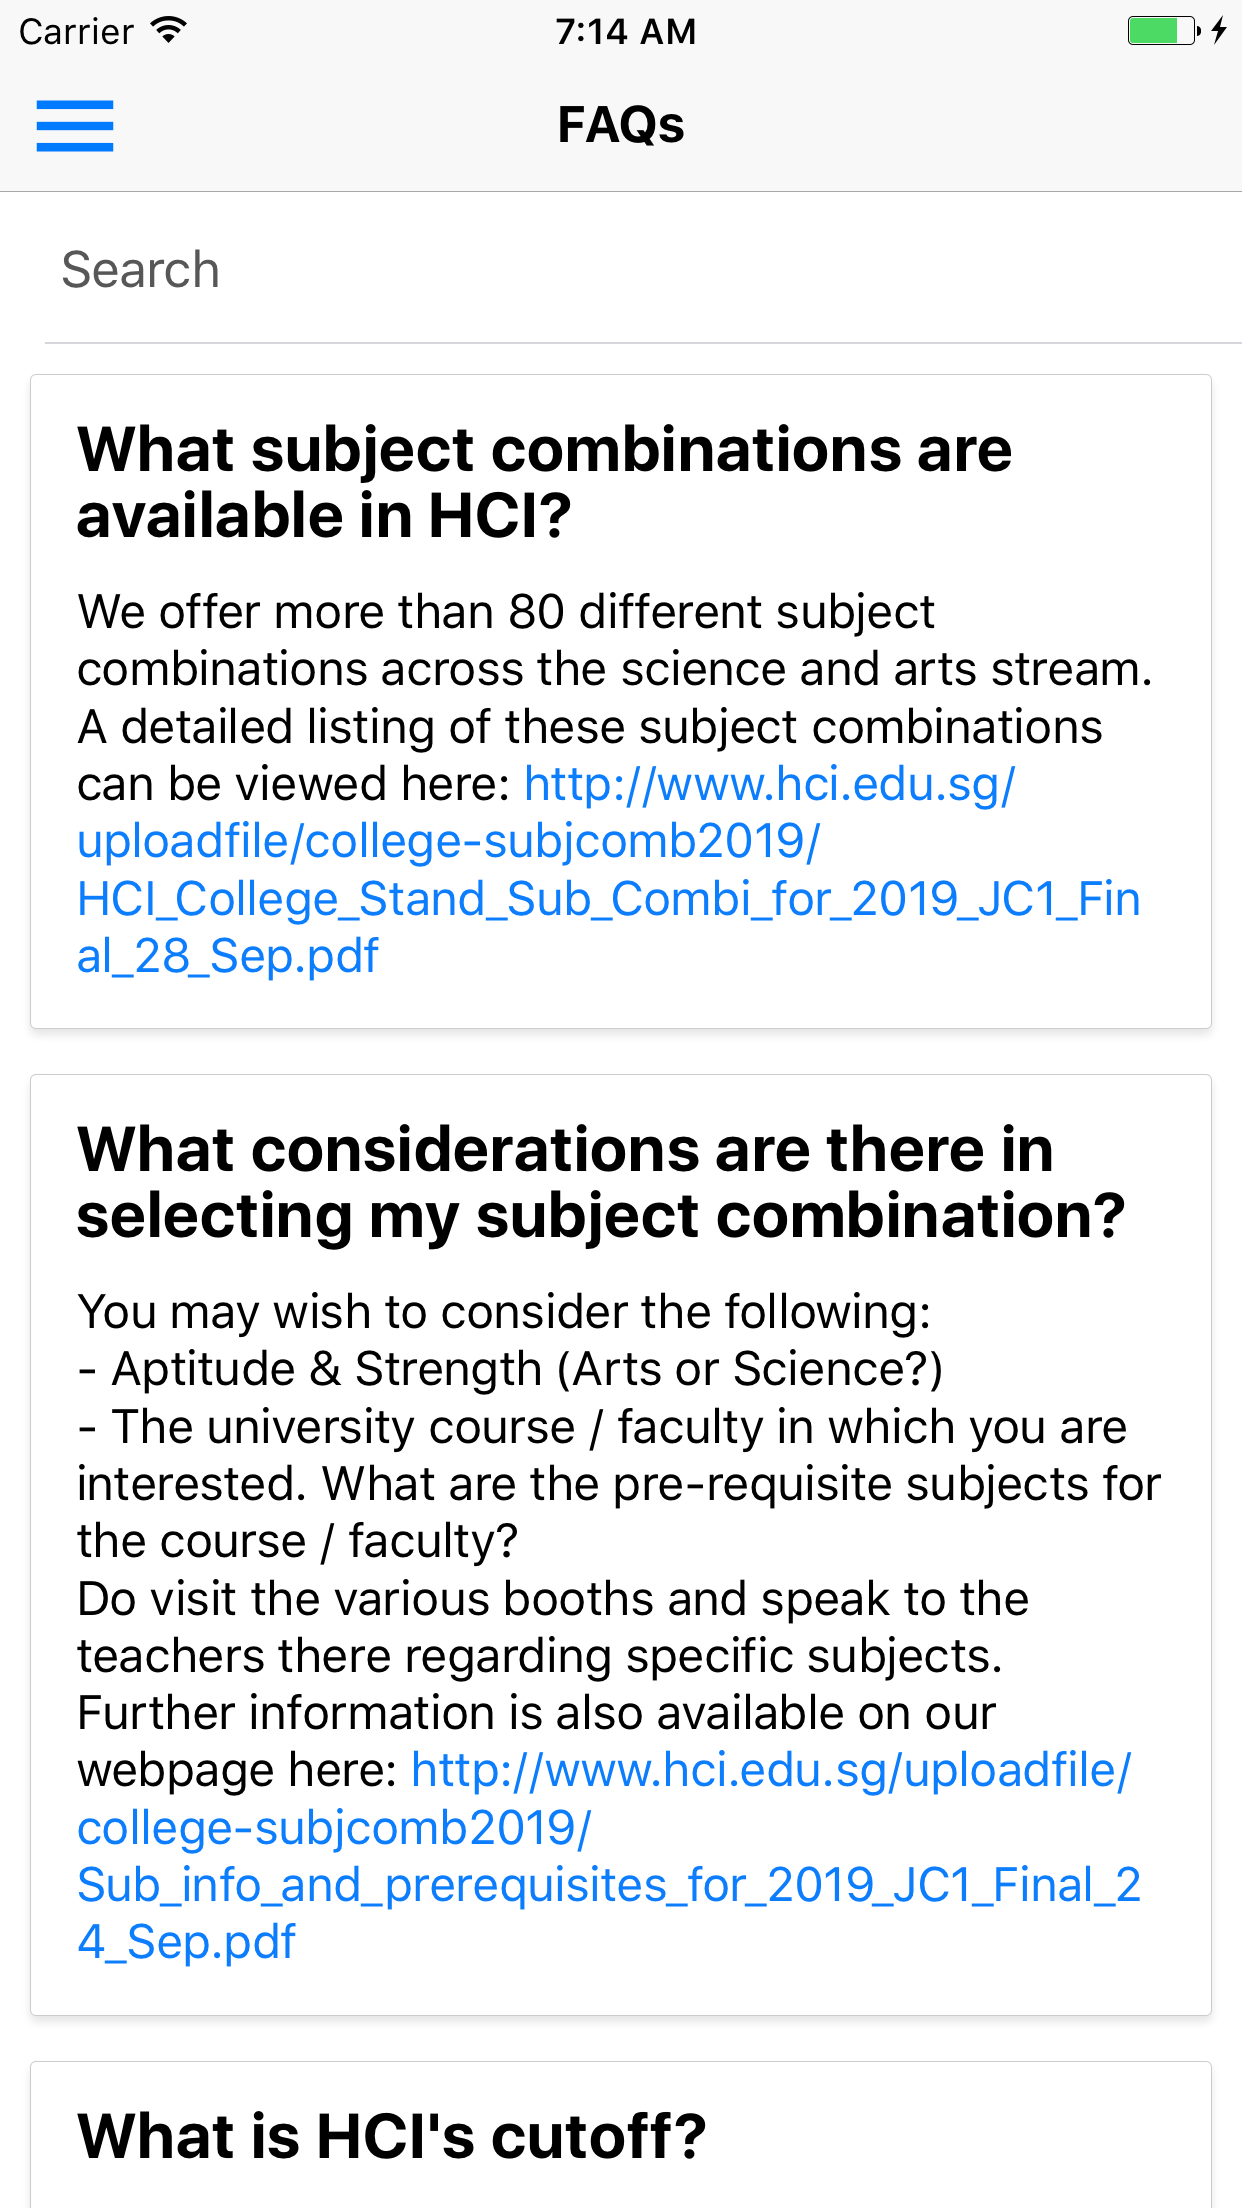 Carrier
7:14 AM
FAQs
Search
What subject combinations are
available in HCI?
We offer more than 80 different subject
combinations across the science and arts stream.
A detailed listing of these subject combinations
can be viewed here: http://www.hci.edu.sg/
uploadfile/college-subjcomb2019/
HCI_College_Stand_Sub_Combi_for_2019_JC1_Fin
al_28_Sep.pdf
What considerations are there in
selecting my subject combination?
You may wish to consider the following:
- Aptitude & Strength (Arts or Science?)
- The university course / faculty in which you are
interested. What are the pre-requisite subjects for
the course / faculty?
Do visit the various booths and speak to the
teachers there regarding specific subjects.
Further information is also available on our
webpage here: http://www.hci.edu.sg/uploadfile/
college-subjcomb2019/
Sub_info_and_prerequisites_for_2019_JC1_Final_2
4_Sep.pdf
What is HCI's cutoff?